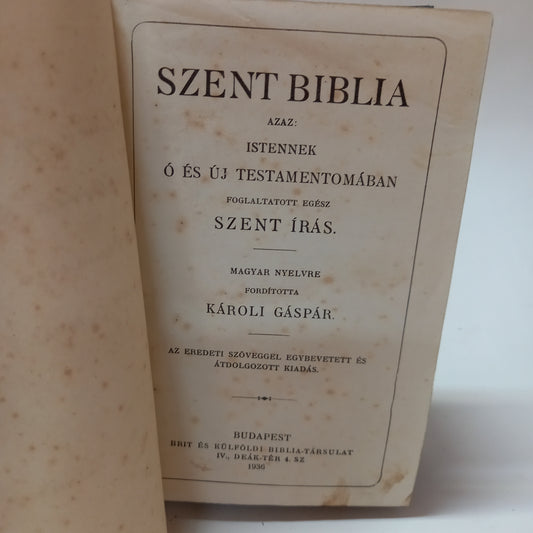 SZENT BIBLIA
AZAZ:
ISTENNEK
Ó ÉS ÚJ TESTAMENTOMÁBAN
FOGLALTATOTT EGÉSZ
SZENT ÍRÁS.
MAGYAR NYELVRE
FORDÍTOTTA
KÁROLI GÁSPÁR.
AZ EREDETI SZÖVEGGEL EGYBEVETETT ÉS
ÁTDOLGOZOTT KIADÁS.
BUDAPEST
BRIT ÉS KÜLFÖLDI BIBLIA-TÁRSULAT
IV., DEÁK-TÉR 4. SZ
1936